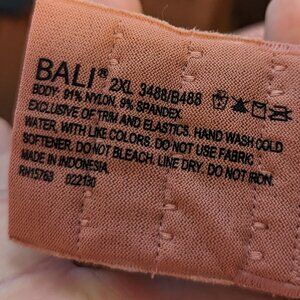 BALI® 2XL 3488/B488
BODY: 91% NYLON, 9% SPANDEX
EXCLUSIVE OF TRIM AND ELASTICS. HAND WASH COLD
WATER, WITH LIKE COLORS. DO NOT USE FABRIC
SOFTENER. DO NOT BLEACH. LINE DRY. DO NOT IRON.
MADE IN INDONESIA
RN15763 022130